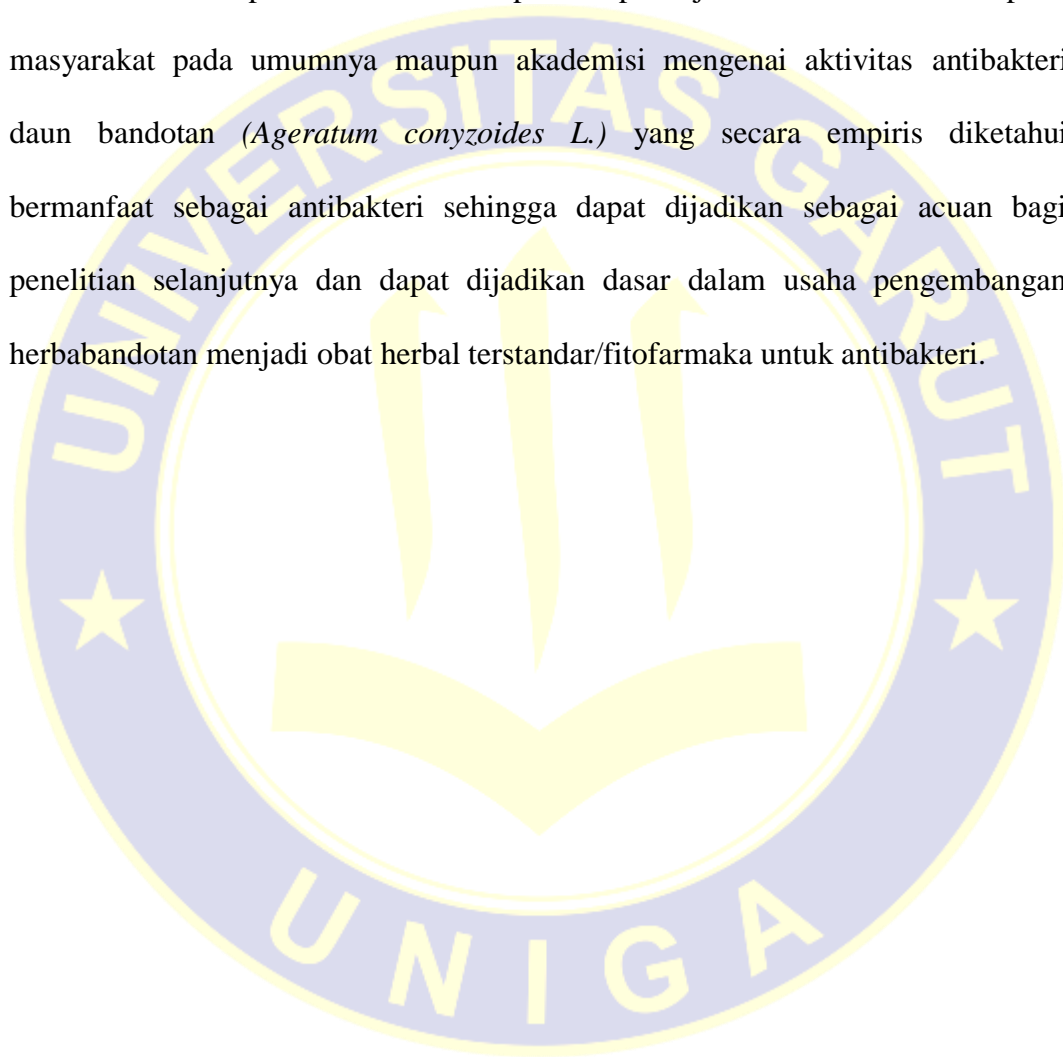 masyarakat pada umumnya maupun akademisi mengenai aktivitas antibakteri
daun bandotan (Ageratum conyzoides L.) yang secara empiris diketahui
bermanfaat sebagai antibakteri sehingga dapat dijadikan sebagai acuan bagi
penelitian selanjutnya dan dapat dijadikan dasar dalam usaha pengembangan
herbabandotan menjadi obat herbal terstandar/fitofarmaka untuk antibakteri.
UNIVERSITAS GARUT
UNIGA